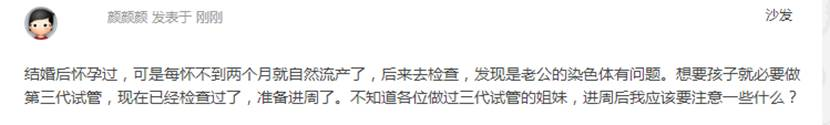 颜颜颜 发表于 刚刚
沙发
结婚后怀孕过，可是每怀不到两个月就自然流产了，后来去检查，发现是老公的染色体有问题。想要孩子就必要做
第三代试管，现在已经检查过了，准备进周了。不知道各位做过三代试管的姐妹，进周后我应该要注意一些什么？